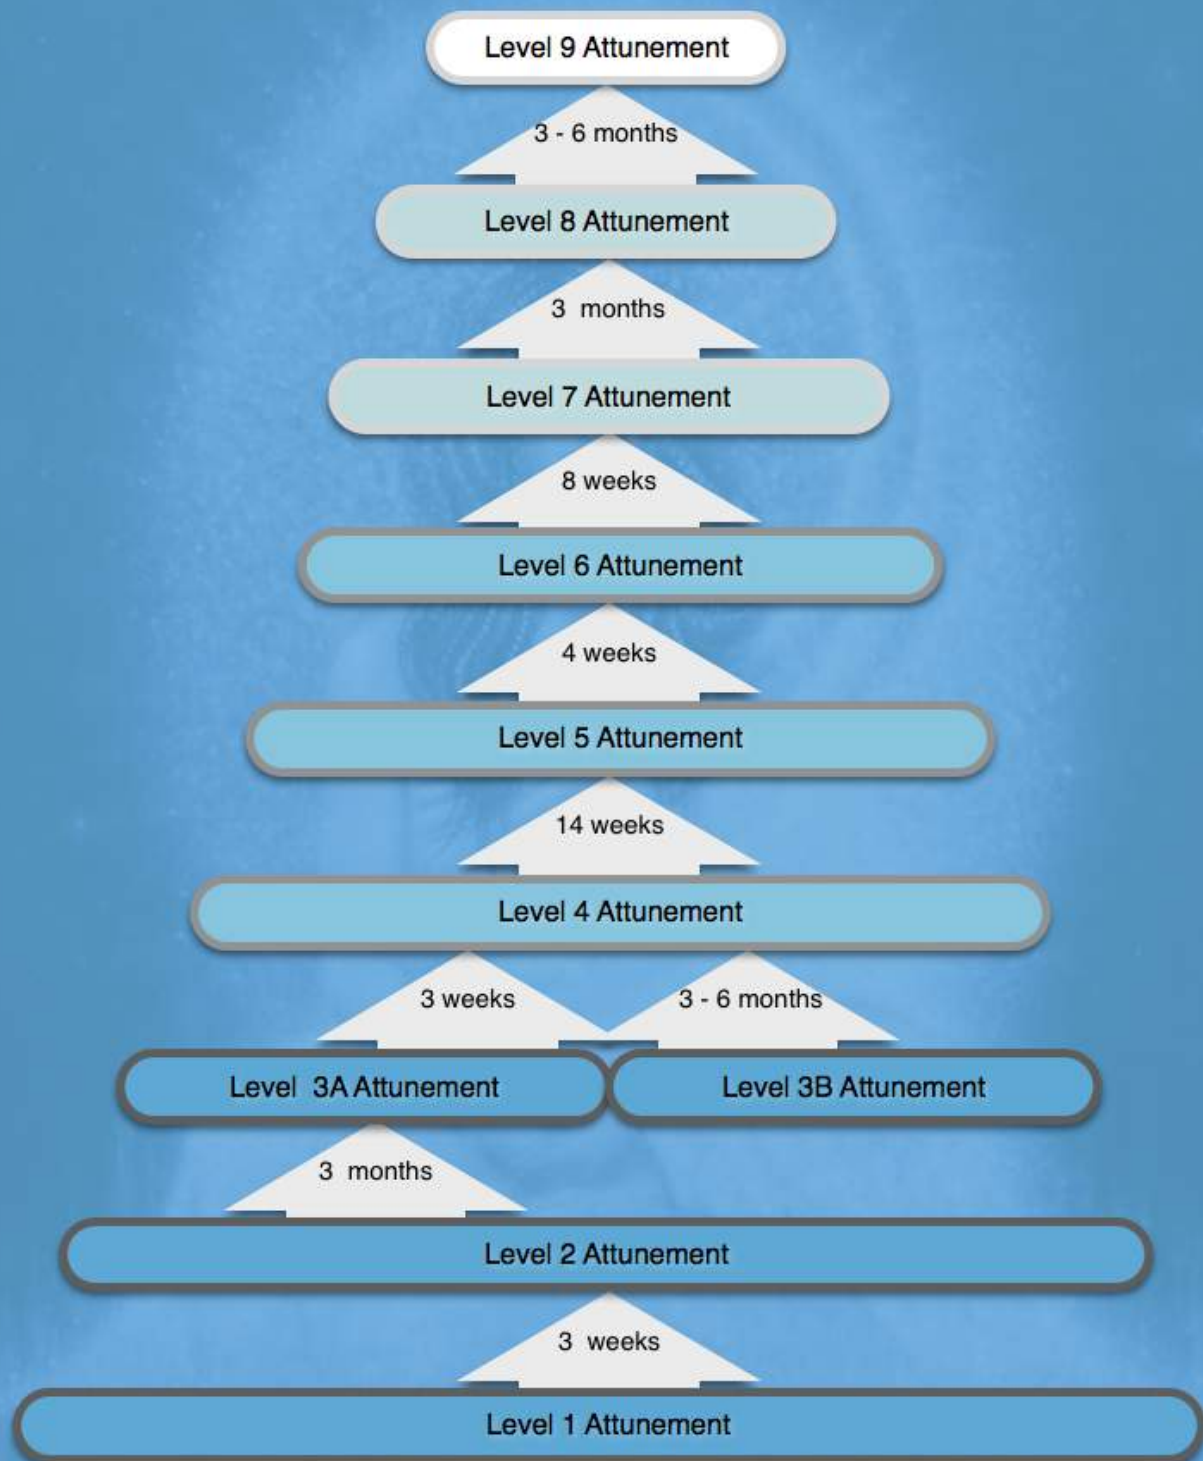 Level 9 Attunement
3 - 6 months
Level 8 Attunement
3 months
Level 7 Attunement
8 weeks
Level 6 Attunement
4 weeks
Level 5 Attunement
14 weeks
Level 4 Attunement
3 weeks
3 - 6 months
Level 3A Attunement
Level 3B Attunement
3 months
Level 2 Attunement
3 weeks
Level 1 Attunement